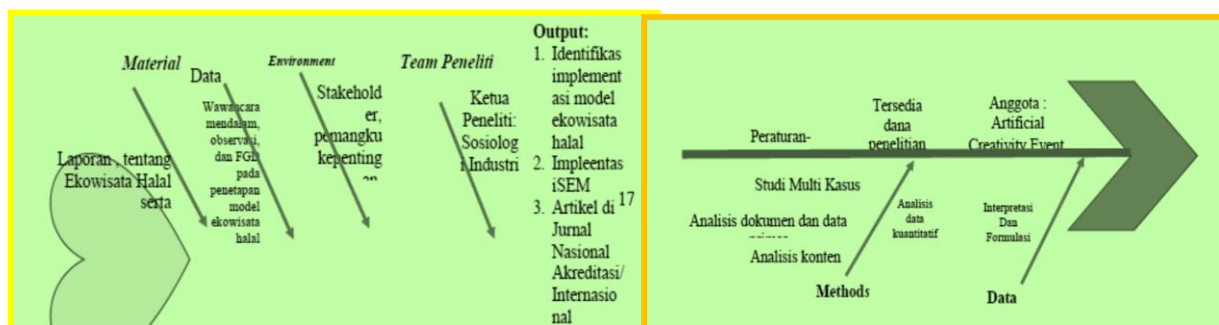 Material
Data
Environment
Team Peneliti
Laporan , tentang
Ekowisata Halal
serta
Wawancara
mendalam,
observasi,
dan FGD
pada
penetapan
model
ekowisata
halal
Stakehold
er,
pemangku
kepenting
an
Ketua
Peneliti:
Sosiolog
i Industri
Output:
1. Identifikas
implement
asi model
ekowisata
halal
2. Impleentas
iSEM
3. Artikel di
Jurnal
Nasional
Akreditasi/
Internasio
nal
17
Peraturan-
Tersedia
dana
penelitian
Anggota :
Artificial
Creativity Event
Studi Multi Kasus
Analisis dokumen dan data
Analisis konten
Analisis
data
kuantitatif
Interpretasi
Dan
Formulasi
Methods
Data